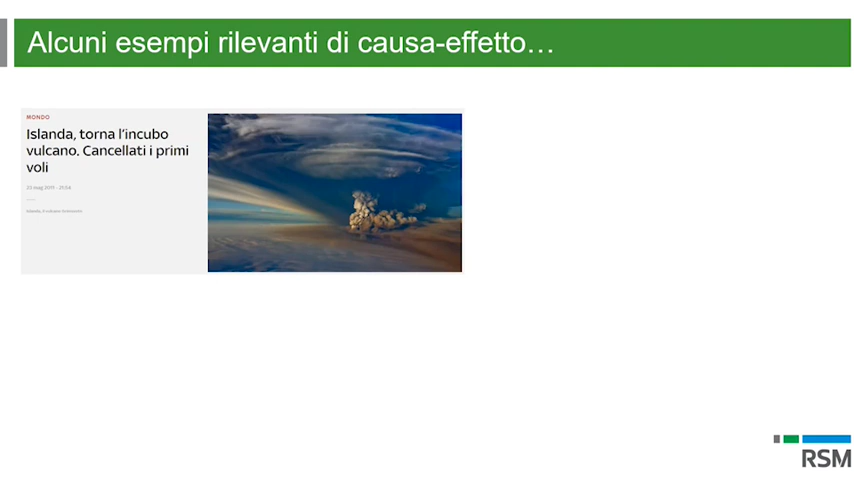 Alcuni esempi rilevanti di causa-effetto…
MONDO
Islanda, torna l'incubo
vulcano. Cancellati i primi
voli
RSM